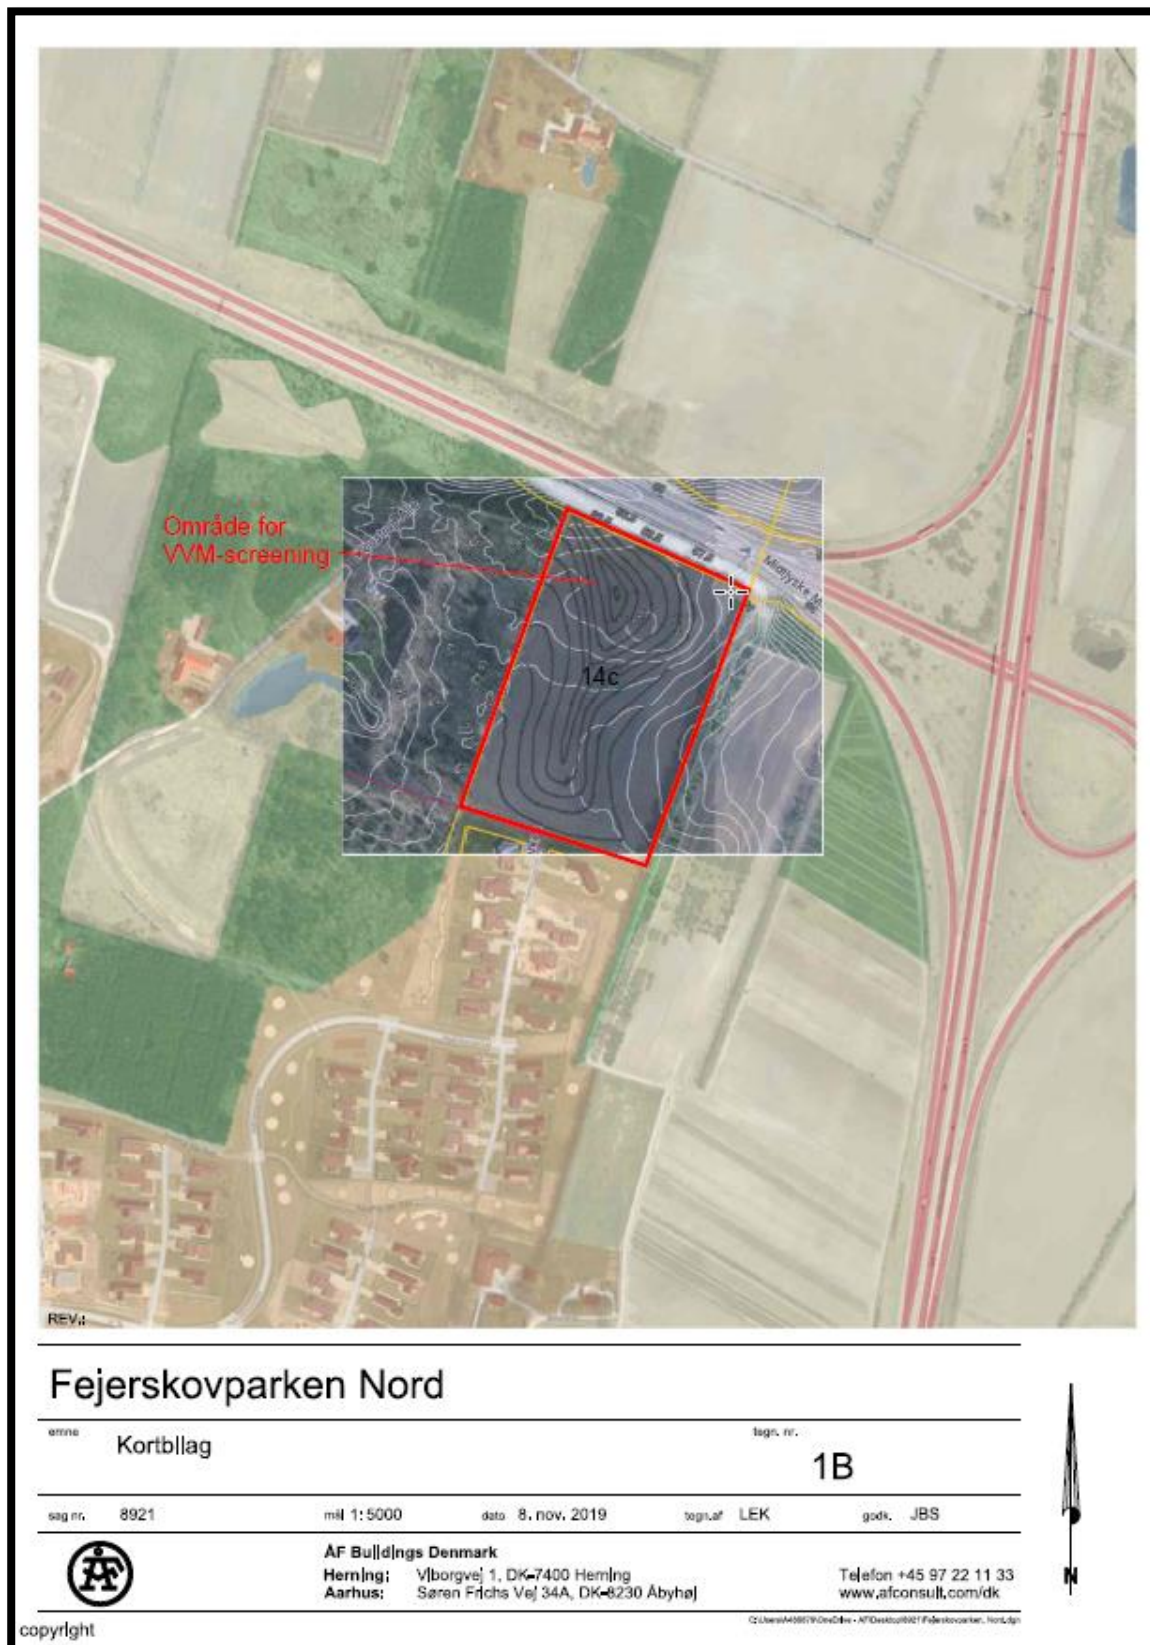 Område for
VVM-screening
14c
Midtjyske M
REV.:
Fejerskovparken Nord
emne
Kortbilag
tegn. nr.
1B
sag nr. 8921 mål 1:5000 dato 8. nov. 2019 tegn.af LEK godk. JBS
ÅF
ÅF Buildings Denmark
Herning: Viborgvej 1, DK-7400 Herning
Telefon +45 97 22 11 33
Aarhus: Søren Frichs Vej 34A, DK-8230 Åbyhøj
www.afconsult.com/dk
N
copyright